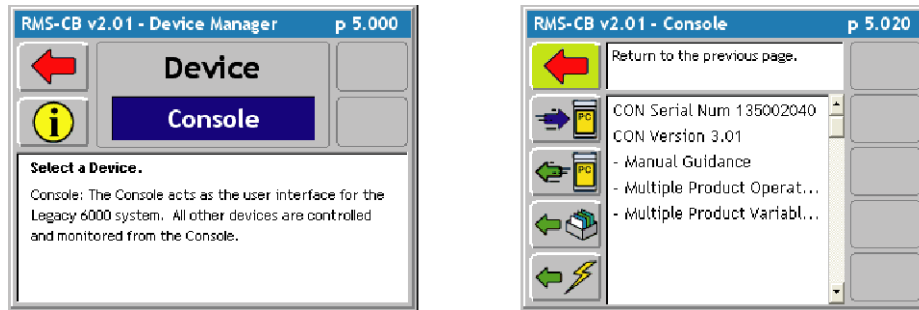 RMS-CB v2.01 - Device Manager p 5.000
Device
Console
Select a Device.
Console: The Console acts as the user interface for the
Legacy 6000 system. All other devices are controlled
and monitored from the Console.
RMS-CB v2.01 - Console p 5.020
Return to the previous page.
PC
CON Serial Num 135002040
CON Version 3.01
PC
- Manual Guidance
- Multiple Product Operat...
- Multiple Product Variabl...